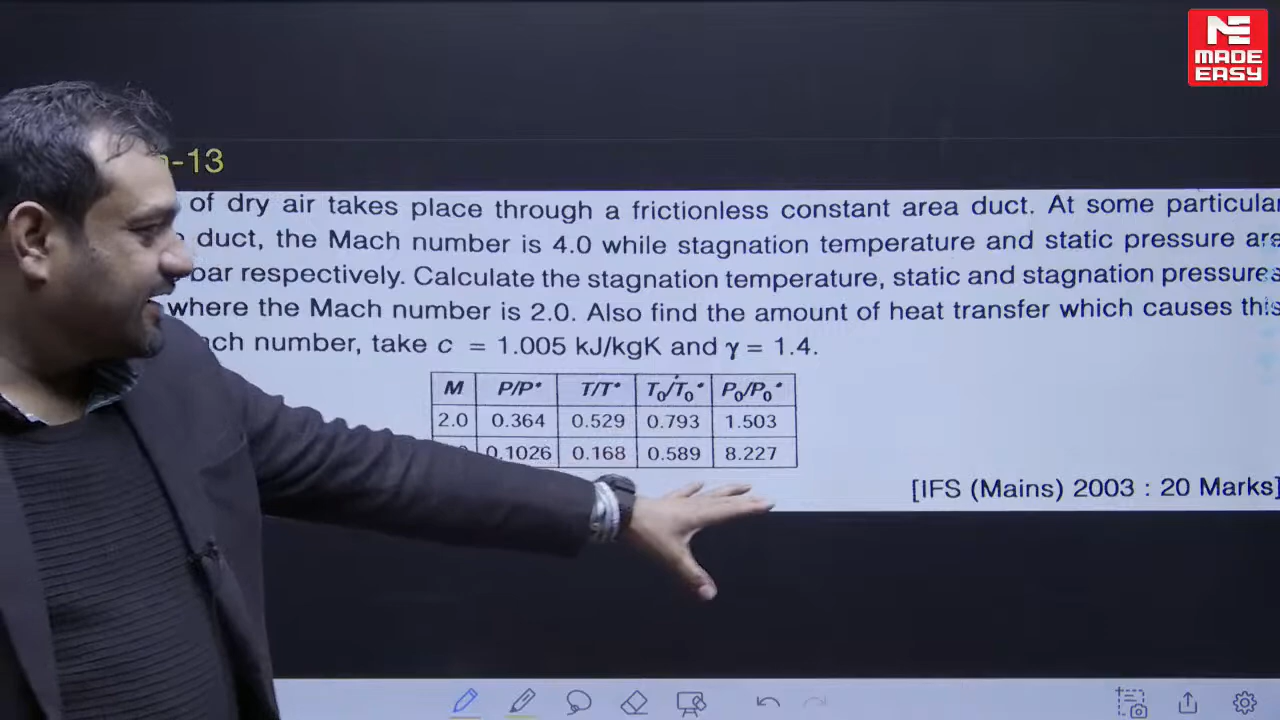 MADE
EASY
-13
of dry air takes place through a frictionless constant area duct. At some particular
duct, the Mach number is 4.0 while stagnation temperature and static pressure are
bar respectively. Calculate the stagnation temperature, static and stagnation pressures
where the Mach number is 2.0. Also find the amount of heat transfer which causes this
ch number, take c = 1.005 kJ/kgK and γ = 1.4.
M P/P* T/T* T₀/T₀* P₀/P₀*
2.0 0.364 0.529 0.793 1.503
0.1026 0.168 0.589 8.227
[IFS (Mains) 2003 : 20 Marks]